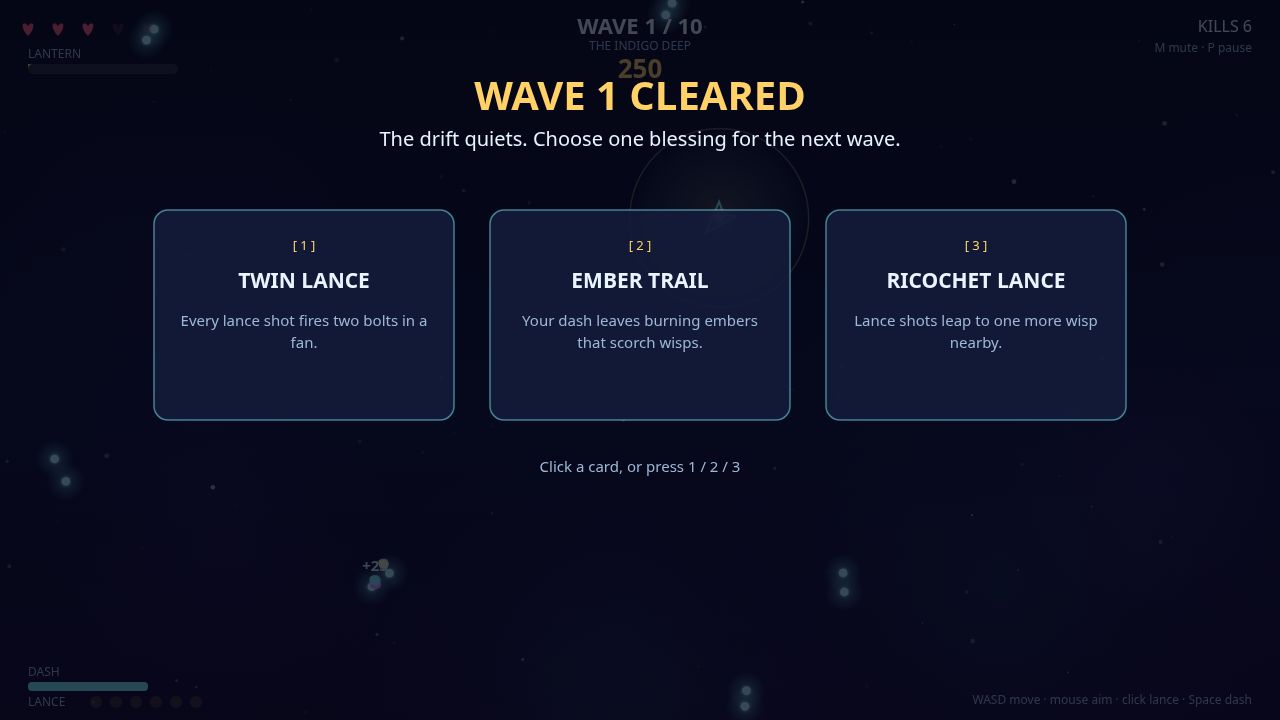 WAVE 1 / 10
KILLS 6
LANTERN
THE INDIGO DEEP
M mute · P pause
250
WAVE 1 CLEARED
The drift quiets. Choose one blessing for the next wave.
[ 1 ]
TWIN LANCE
Every lance shot fires two bolts in a
fan.
[ 2 ]
EMBER TRAIL
Your dash leaves burning embers
that scorch wisps.
[ 3 ]
RICOCHET LANCE
Lance shots leap to one more wisp
nearby.
Click a card, or press 1 / 2 / 3
DASH
LANCE
WASD move · mouse aim · click lance · Space dash